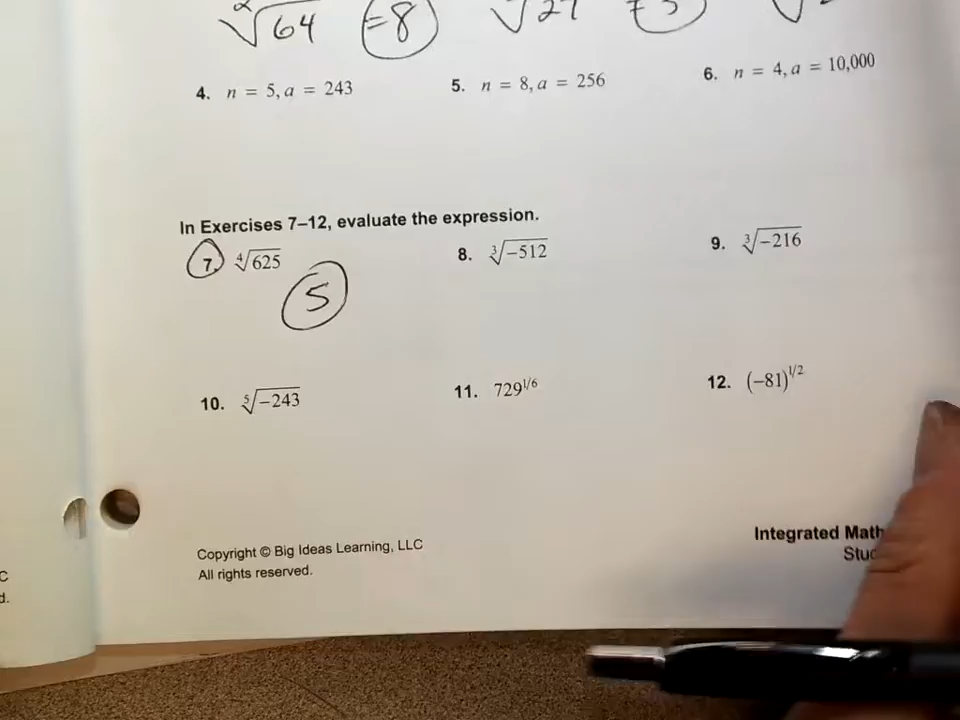 ²√64 =8 √27
4. n = 5, a = 243 5. n = 8, a = 256 6. n = 4, a = 10,000
In Exercises 7–12, evaluate the expression.
7. ∜625 8. ∛−512 9. ∛−216
5
10. ⁵√−243 11. 729^1/6 12. (−81)^1/2
Copyright © Big Ideas Learning, LLC
All rights reserved.
Integrated Math